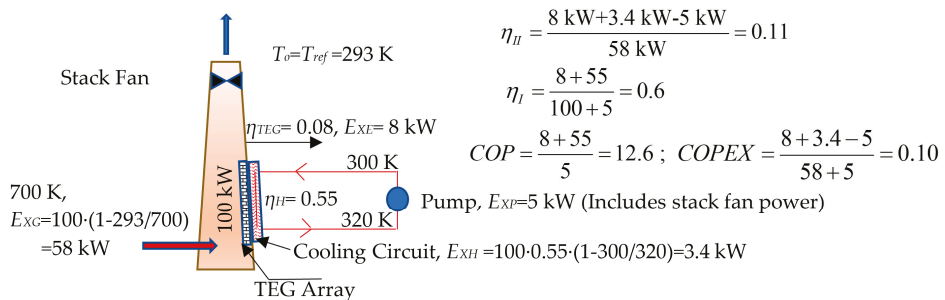 Stack Fan
Tₒ=Tref =293 K
ηTEG= 0.08, EXE= 8 kW
300 K
ηH= 0.55
320 K
100 kW
700 K,
EXG=100·(1-293/700)
=58 kW
Pump, EXP=5 kW (Includes stack fan power)
Cooling Circuit, EXH =100·0.55·(1-300/320)=3.4 kW
TEG Array
ηII = (8 kW+3.4 kW-5 kW)/(58 kW) = 0.11
ηI = (8+55)/(100+5) = 0.6
COP = (8+55)/5 = 12.6 ; COPEX = (8+3.4−5)/(58+5) = 0.10